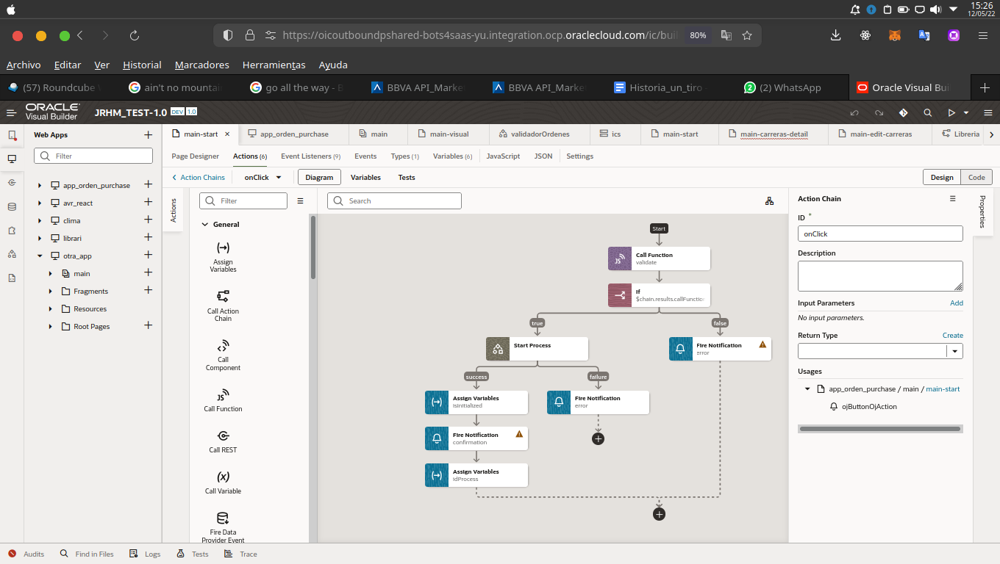 15:26
12/05/22
https://oicoutboundpshared-bots4saas-yu.integration.ocp.oraclecloud.com/ic/buil
80%
Archivo Editar Ver Historial Marcadores Herramientas Ayuda
(57) Roundcube
ain't no mountai
go all the way - B
BBVA API_Marke
BBVA API_Marke
Historia_un_tiro -
(2) WhatsApp
Oracle Visual Bui
ORACLE
Visual Builder
JRHM_TEST-1.0 DEV 1.0
Web Apps
main-start
app_orden_purchase
main
main-visual
validadorOrdenes
ics
main-start
main-carreras-detail
main-edit-carreras
Libreria
Filter
Page Designer Actions (6) Event Listeners (9) Events Types (1) Variables (6) JavaScript JSON Settings
Action Chains onClick Diagram Variables Tests Design Code
app_orden_purchase
avr_react
clima
librari
otra_app
main
Fragments
Resources
Root Pages
Actions
Filter
General
Assign
Variables
Call Action
Chain
Call
Component
Call Function
Call REST
Call Variable
Fire Data
Provider Event
Search
Start
Call Function
validate
If
$chain.results.callFunctio
true
false
Start Process
Fire Notification
error
success
failure
Assign Variables
isinitialized
Fire Notification
error
Fire Notification
confirmation
Assign Variables
idProcess
Action Chain
ID *
onClick
Description
Input Parameters Add
No input parameters.
Return Type Create
Usages
app_orden_purchase / main / main-start
ojButtonOjAction
Properties
Audits Find in Files Logs Tests Trace